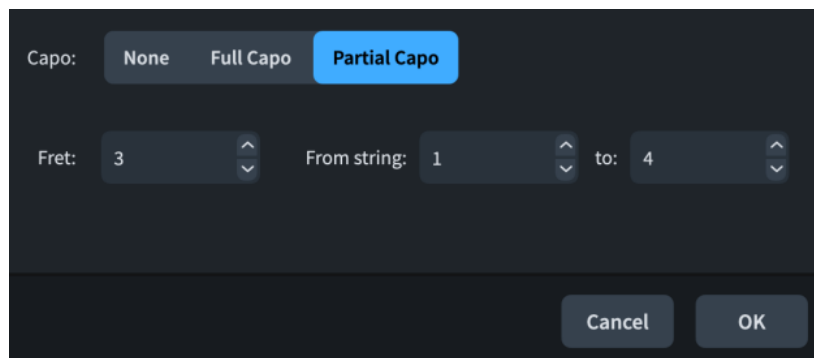 Capo: None Full Capo Partial Capo
Fret: 3 From string: 1 to: 4
Cancel OK